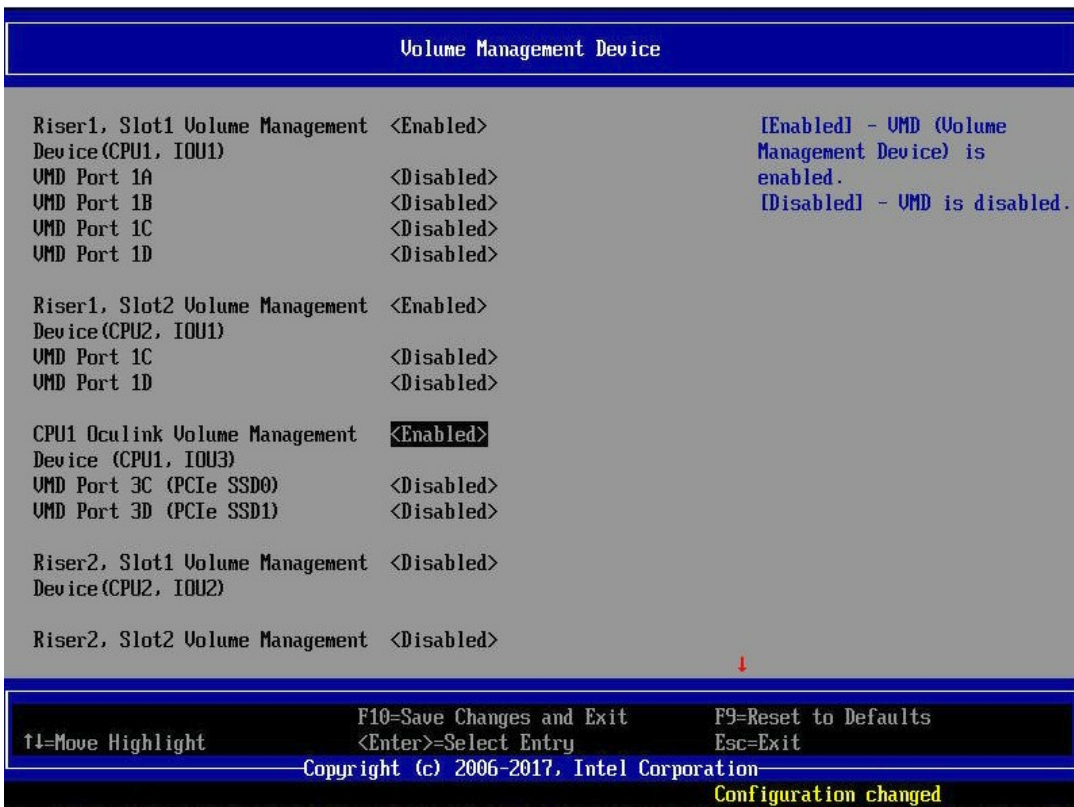 Volume Management Device
Riser1, Slot1 Volume Management <Enabled>
Device(CPU1, IOU1)
VMD Port 1A <Disabled>
VMD Port 1B <Disabled>
VMD Port 1C <Disabled>
VMD Port 1D <Disabled>
Riser1, Slot2 Volume Management <Enabled>
Device(CPU2, IOU1)
VMD Port 1C <Disabled>
VMD Port 1D <Disabled>
CPU1 Oculink Volume Management <Enabled>
Device (CPU1, IOU3)
VMD Port 3C (PCIe SSD0) <Disabled>
VMD Port 3D (PCIe SSD1) <Disabled>
Riser2, Slot1 Volume Management <Disabled>
Device(CPU2, IOU2)
Riser2, Slot2 Volume Management <Disabled>
[Enabled] - VMD (Volume
Management Device) is
enabled.
[Disabled] - VMD is disabled.
↓
F10=Save Changes and Exit F9=Reset to Defaults
↑↓=Move Highlight <Enter>=Select Entry Esc=Exit
Copyright (c) 2006-2017, Intel Corporation
Configuration changed